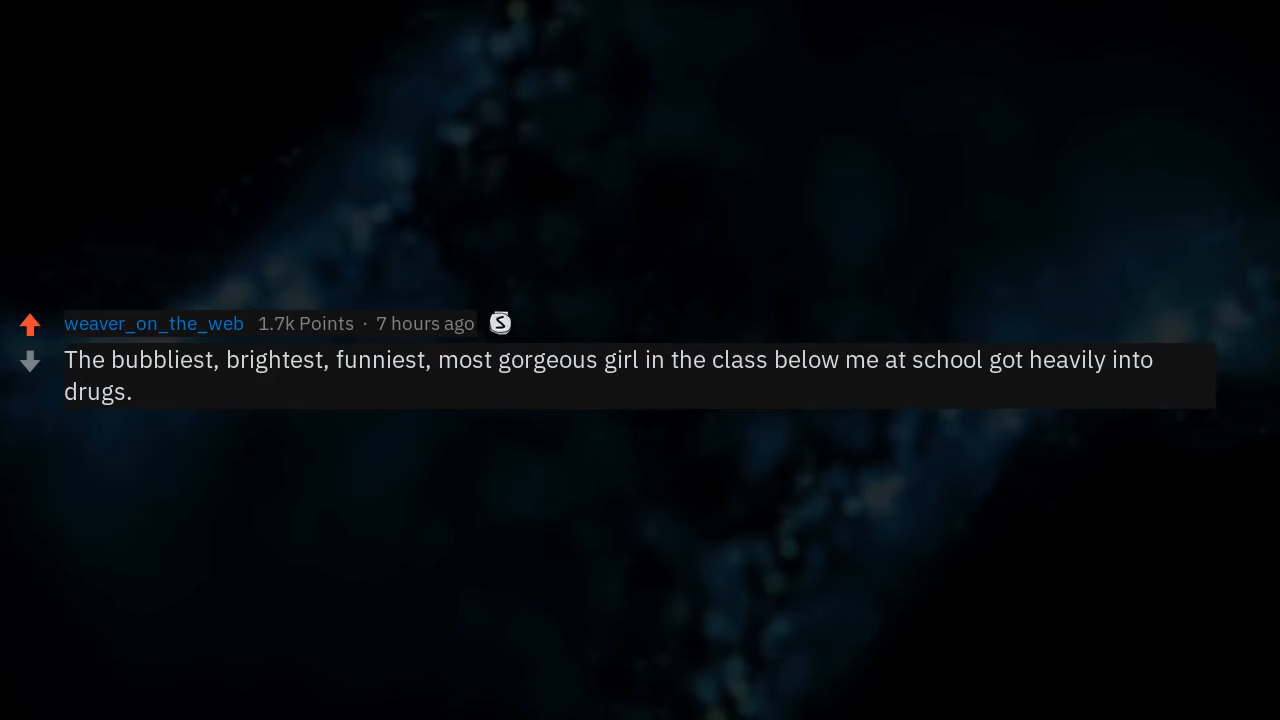 weaver_on_the_web 1.7k Points · 7 hours ago S
The bubbliest, brightest, funniest, most gorgeous girl in the class below me at school got heavily into
drugs.